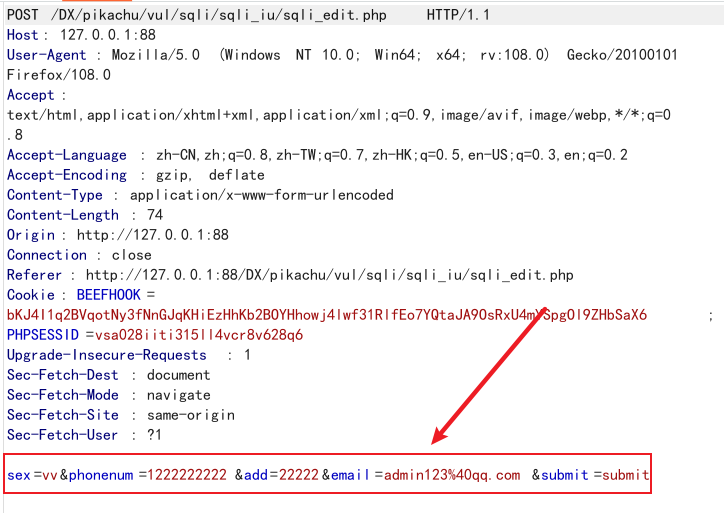 POST /DX/pikachu/vul/sqli/sqli_iu/sqli_edit.php HTTP/1.1
Host: 127.0.0.1:88
User-Agent : Mozilla/5.0 (Windows NT 10.0; Win64; x64; rv:108.0) Gecko/20100101
Firefox/108.0
Accept :
text/html,application/xhtml+xml,application/xml;q=0.9,image/avif,image/webp,*/*;q=0
.8
Accept-Language : zh-CN,zh;q=0.8,zh-TW;q=0.7,zh-HK;q=0.5,en-US;q=0.3,en;q=0.2
Accept-Encoding : gzip, deflate
Content-Type : application/x-www-form-urlencoded
Content-Length : 74
Origin : http://127.0.0.1:88
Connection : close
Referer : http://127.0.0.1:88/DX/pikachu/vul/sqli/sqli_iu/sqli_edit.php
Cookie : BEEFHOOK =
;
PHPSESSID =vsa028iiti315ll4vcr8v628q6
Upgrade-Insecure-Requests : 1
Sec-Fetch-Dest : document
Sec-Fetch-Mode : navigate
Sec-Fetch-Site : same-origin
Sec-Fetch-User : ?1
sex =vv&phonenum =1222222222 &add=22222&email =admin123%40qq.com &submit =submit